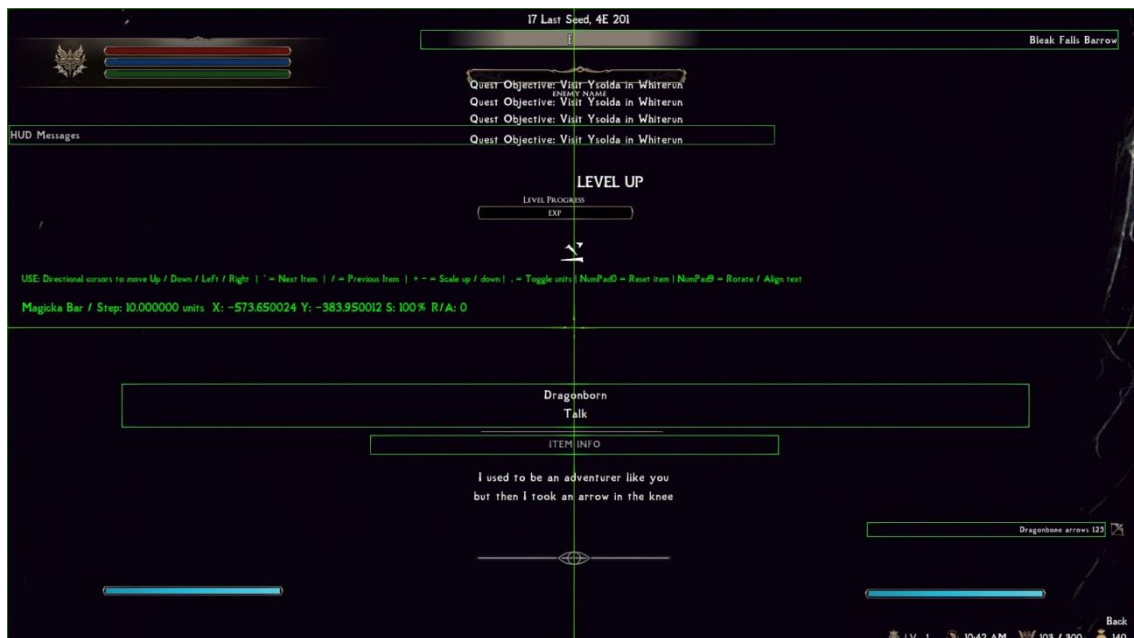 17 Last Seed, 4E 201
E
Bleak Falls Barrow
Quest Objective: Visit Ysolda in Whiterun
ENEMY NAME
Quest Objective: Visit Ysolda in Whiterun
Quest Objective: Visit Ysolda in Whiterun
HUD Messages
Quest Objective: Visit Ysolda in Whiterun
LEVEL UP
LEVEL PROGRESS
EXP
USE: Directional cursors to move Up / Down / Left / Right | ' = Next Item | / = Previous Item | + - = Scale up / down | . = Toggle units | NumPad0 = Reset item | NumPad9 = Rotate / Align text
Magicka Bar / Step: 10.000000 units X: -573.650024 Y: -383.950012 S: 100% R/A: 0
Dragonborn
Talk
ITEM INFO
I used to be an adventurer like you
but then I took an arrow in the knee
Dragonbone arrows 123
Back
LV. 1 10:42 AM 103 / 300 140